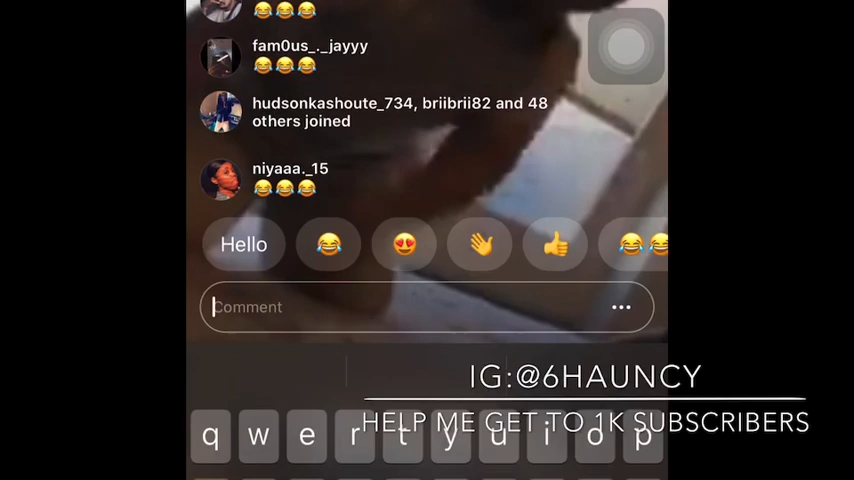 😂😂😂
fam0us_._jayyy
😂😂😂
hudsonkashoute_734, briibrii82 and 48
others joined
niyaaa._15
😂😂😂
Hello 😂 😍 👋 👍 😂😂
Comment ...
IG:@6HAUNCY
HELP ME GET TO 1K SUBSCRIBERS
q w e r t y u i o p